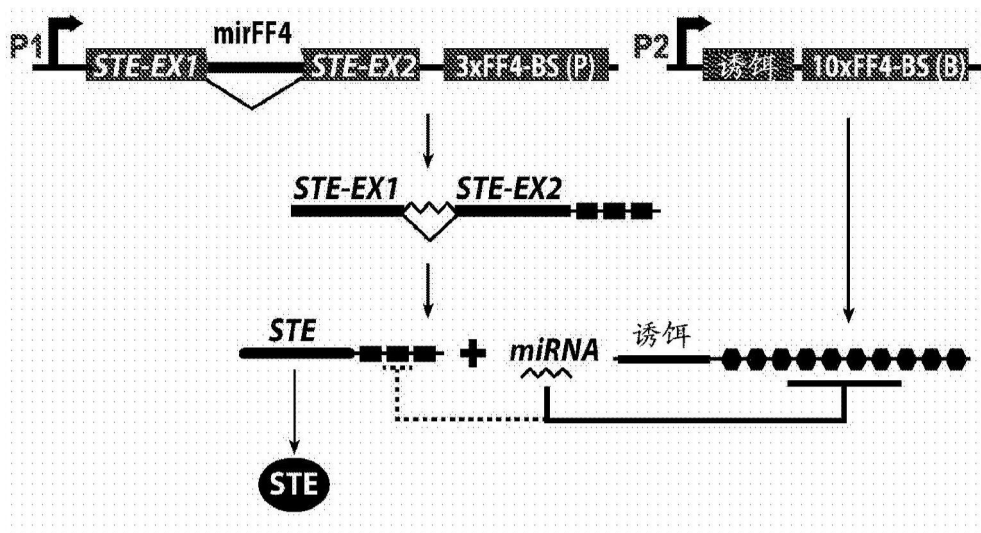 mirFF4
P1 STE-EX1 STE-EX2 3xFF4-BS (P) P2 诱饵 10xFF4-BS (B)
STE-EX1 STE-EX2
STE + miRNA 诱饵
STE